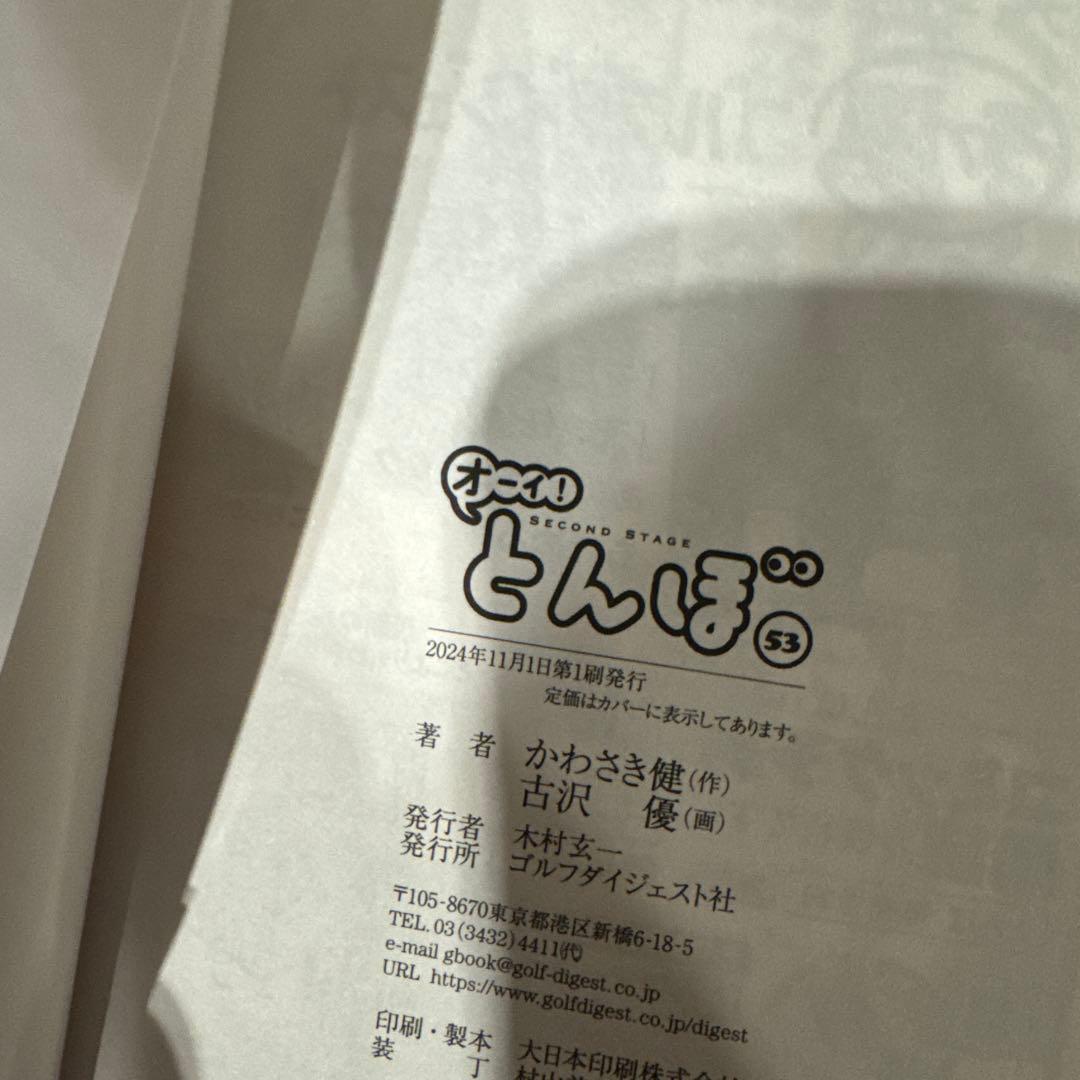 オーイ!
SECOND STAGE
とんぼ 53
2024年11月1日第1刷発行
定価はカバーに表示してあります。
著 者 かわさき健(作)
古沢 優(画)
発行者 木村玄一
発行所 ゴルフダイジェスト社
〒105-8670東京都港区新橋6-18-5
TEL.03(3432)4411㈹
e-mail gbook@golf-digest.co.jp
URL https://www.golfdigest.co.jp/digest
印刷・製本 大日本印刷株式会
装 丁 村山